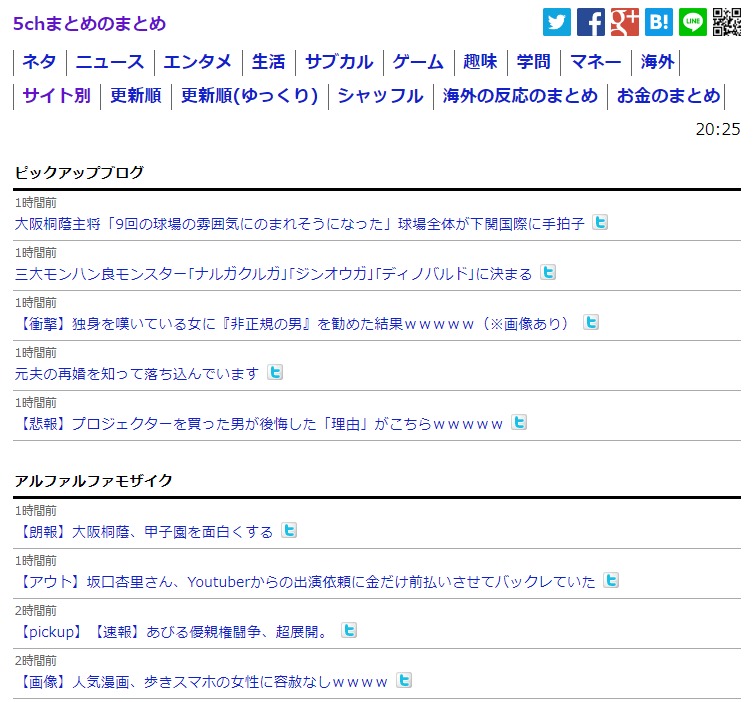 5chまとめのまとめ
g+ B! LINE
ネタ ニュース エンタメ 生活 サブカル ゲーム 趣味 学問 マネー 海外
サイト別 更新順 更新順(ゆっくり) シャッフル 海外の反応のまとめ お金のまとめ
20:25
ピックアップブログ
1時間前
大阪桐蔭主将「9回の球場の雰囲気にのまれそうになった」球場全体が下関国際に手拍子
1時間前
三大モンハン良モンスター｢ナルガクルガ｣｢ジンオウガ｣｢ディノバルド｣に決まる
1時間前
【衝撃】独身を嘆いている女に『非正規の男』を勧めた結果ｗｗｗｗｗ（※画像あり）
1時間前
元夫の再婚を知って落ち込んでいます
1時間前
【悲報】プロジェクターを買った男が後悔した「理由」がこちらｗｗｗｗｗ
アルファルファモザイク
1時間前
【朗報】大阪桐蔭、甲子園を面白くする
1時間前
【アウト】坂口杏里さん、Youtuberからの出演依頼に金だけ前払いさせてバックレていた
2時間前
【pickup】【速報】あびる優親権闘争、超展開。
2時間前
【画像】人気漫画、歩きスマホの女性に容赦なしｗｗｗｗ